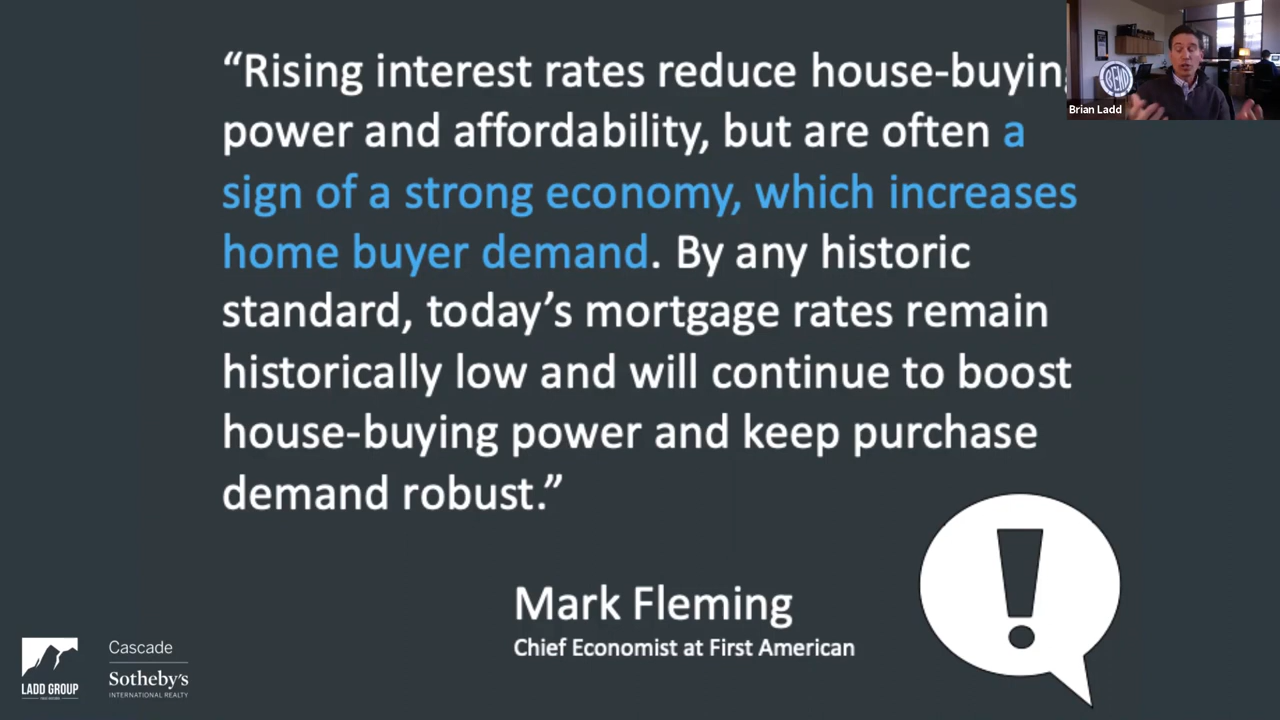 “Rising interest rates reduce house-buying
power and affordability, but are often a
sign of a strong economy, which increases
home buyer demand. By any historic
standard, today’s mortgage rates remain
historically low and will continue to boost
house-buying power and keep purchase
demand robust.”
Mark Fleming
Chief Economist at First American
Brian Ladd
BEND
LADD GROUP
Cascade
Sotheby’s
INTERNATIONAL REALTY